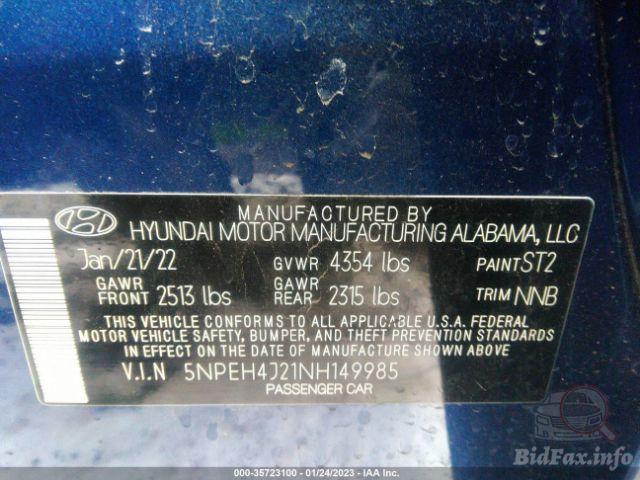 MANUFACTURED BY
HYUNDAI MOTOR MANUFACTURING ALABAMA, LLC
Jan/21/22 GVWR 4354 lbs PAINT ST2
GAWR FRONT 2513 lbs GAWR REAR 2315 lbs TRIM NNB
THIS VEHICLE CONFORMS TO ALL APPLICABLE U.S.A. FEDERAL
MOTOR VEHICLE SAFETY, BUMPER, AND THEFT PREVENTION STANDARDS
IN EFFECT ON THE DATE OF MANUFACTURE SHOWN ABOVE
V.I.N 5NPEH4J21NH149985
PASSENGER CAR
BidFax.info
000-35723100 - 01/24/2023 - IAA Inc.